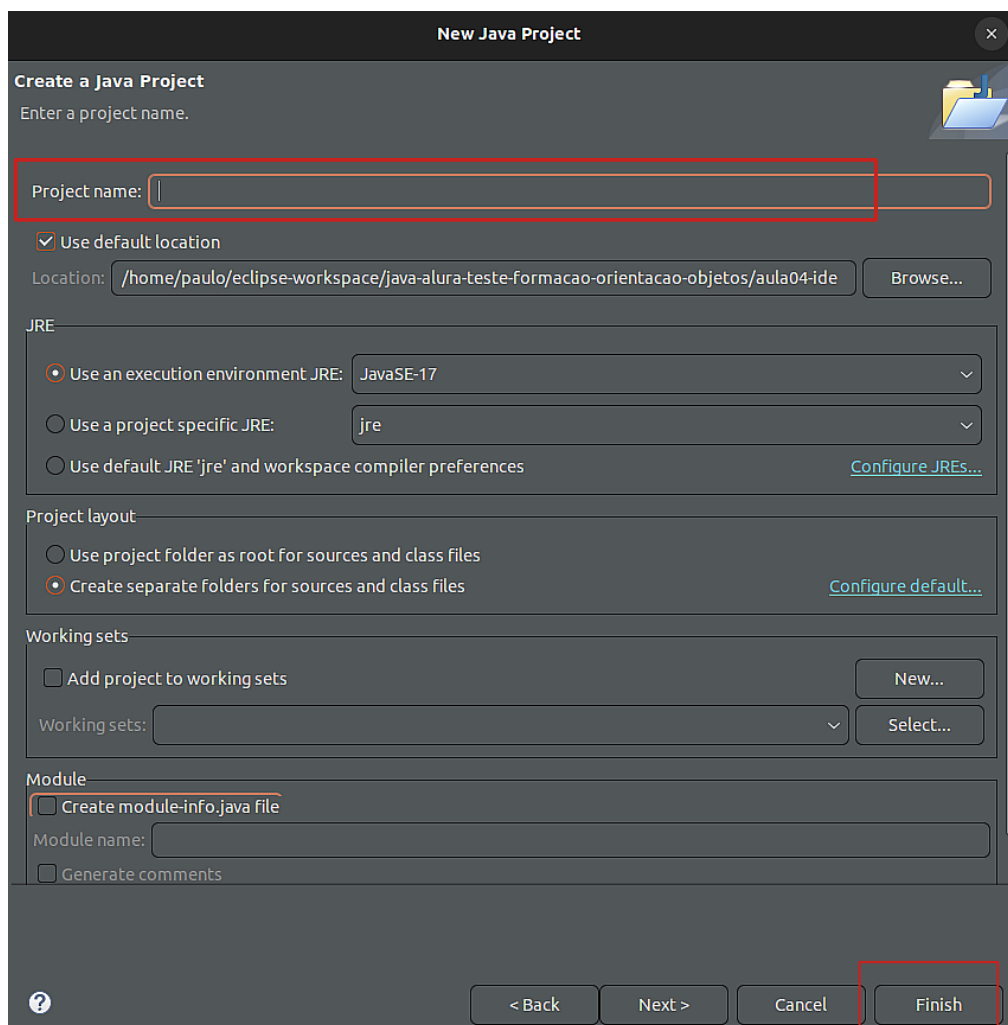 New Java Project
Create a Java Project
Enter a project name.
Project name:
Use default location
Location: /home/paulo/eclipse-workspace/java-alura-teste-formacao-orientacao-objetos/aula04-ide Browse...
JRE
Use an execution environment JRE: JavaSE-17
Use a project specific JRE: jre
Use default JRE 'jre' and workspace compiler preferences Configure JREs...
Project layout
Use project folder as root for sources and class files
Create separate folders for sources and class files Configure default...
Working sets
Add project to working sets New...
Working sets: Select...
Module
Create module-info.java file
Module name:
Generate comments
? < Back Next > Cancel Finish